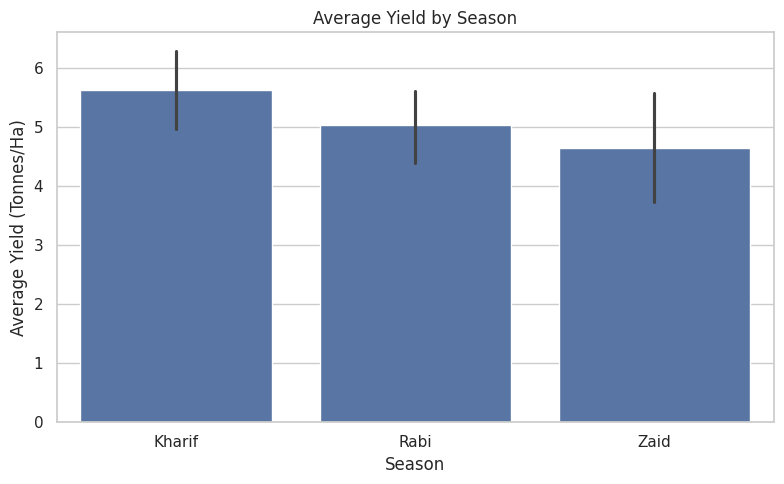 Average Yield by Season
Average Yield (Tonnes/Ha)
6
5
4
3
2
1
0
Kharif Rabi Zaid
Season